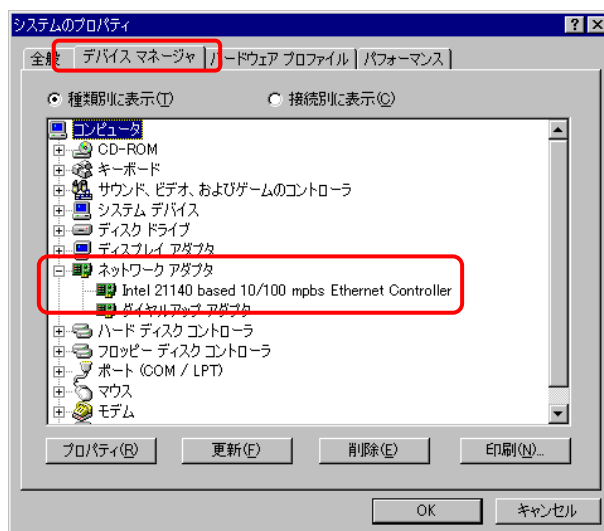 システムのプロパティ
全般 デバイス マネージャ ハードウェア プロファイル パフォーマンス
種類別に表示(T) 接続別に表示(C)
コンピュータ
CD-ROM
キーボード
サウンド、ビデオ、およびゲームのコントローラ
システム デバイス
ディスク ドライブ
ディスプレイ アダプタ
ネットワーク アダプタ
Intel 21140 based 10/100 mpbs Ethernet Controller
ダイヤルアップ アダプタ
ハード ディスク コントローラ
フロッピー ディスク コントローラ
ポート (COM / LPT)
マウス
モデム
プロパティ(R) 更新(F) 削除(E) 印刷(N)...
OK キャンセル